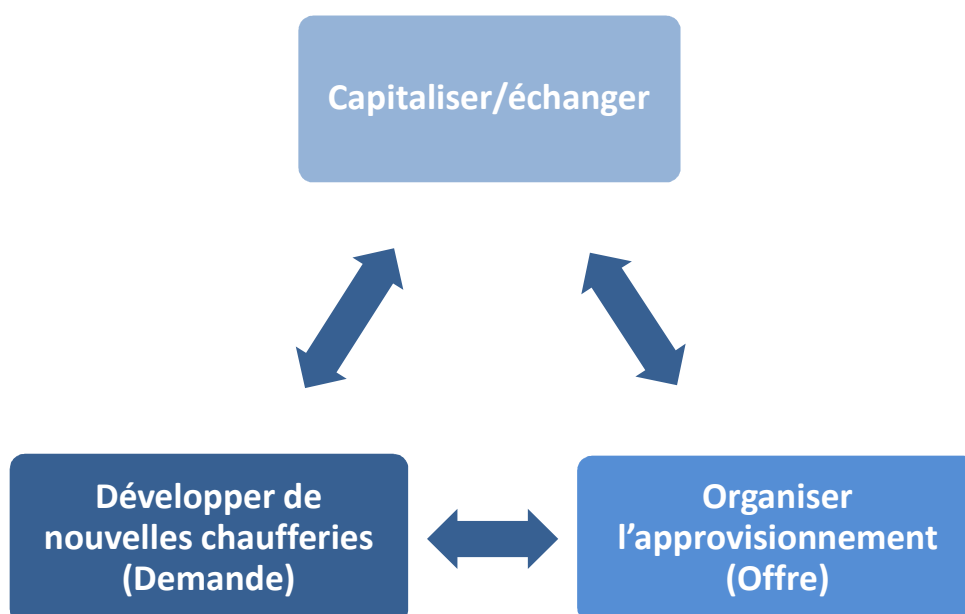 Capitaliser/échanger
Développer de
nouvelles chaufferies
(Demande)
Organiser
l’approvisionnement
(Offre)